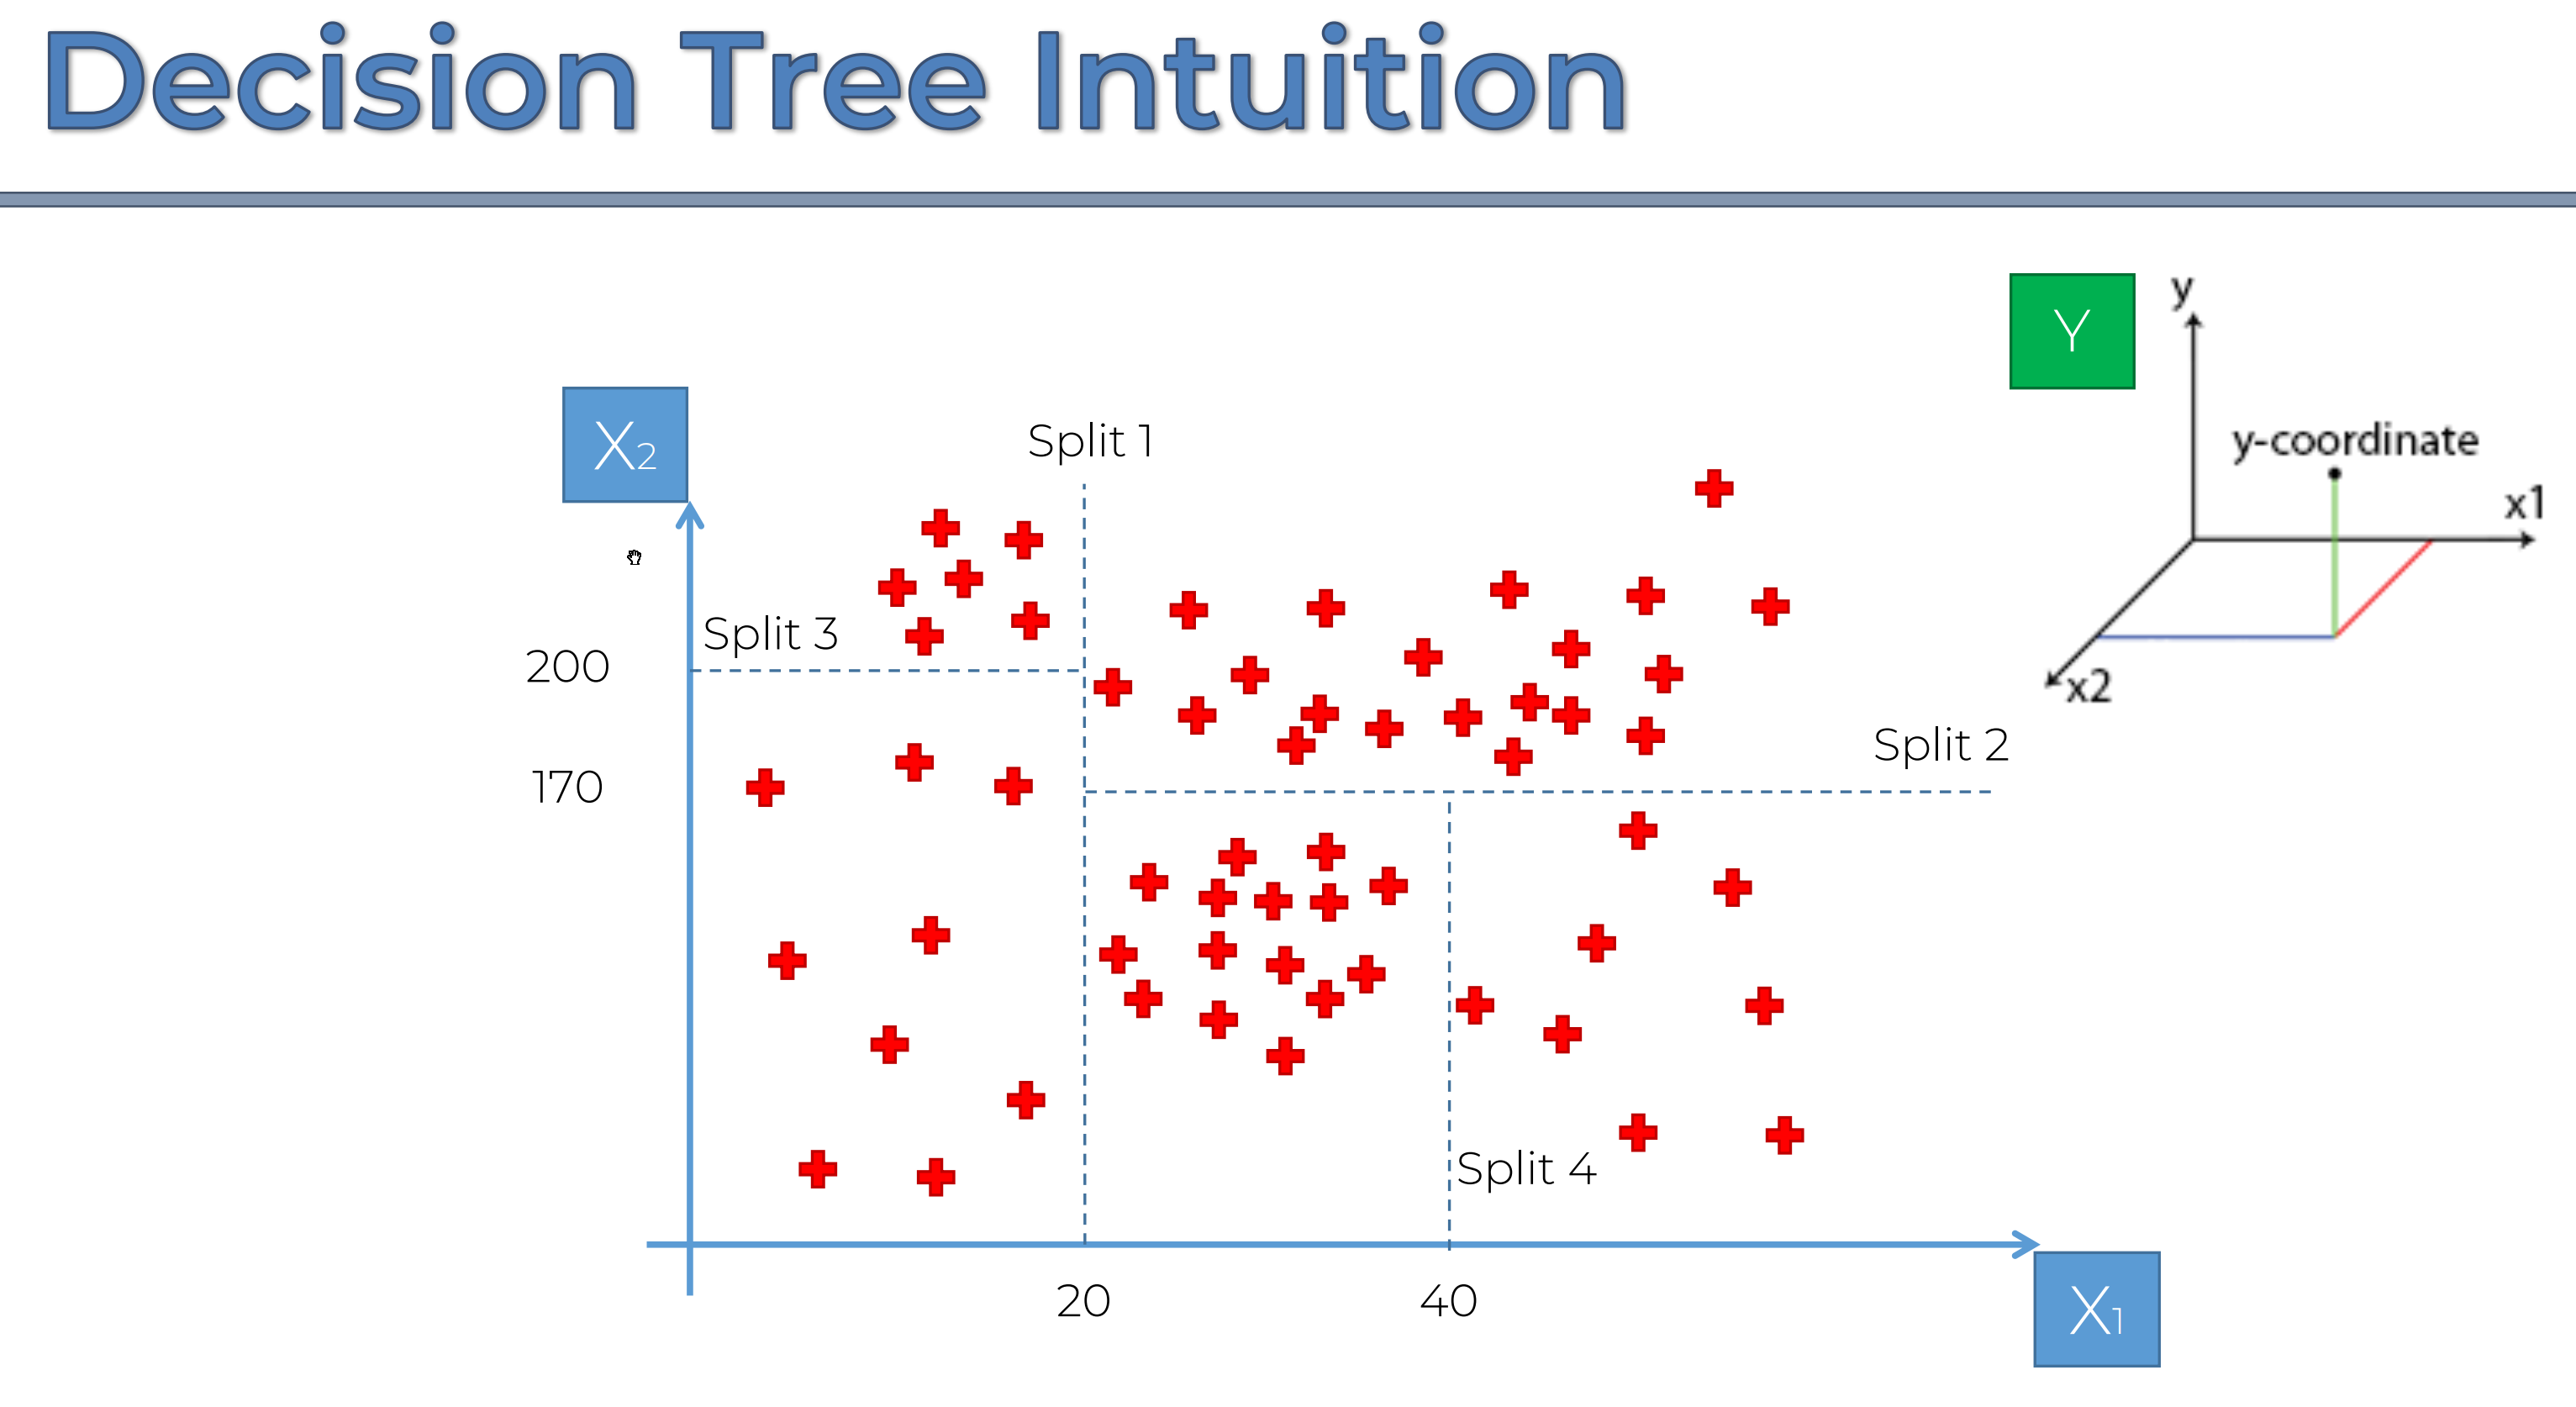 Decision Tree Intuition
Y
y
X2
Split 1
y-coordinate
x1
Split 3
200
x2
Split 2
170
Split 4
20
40
X1